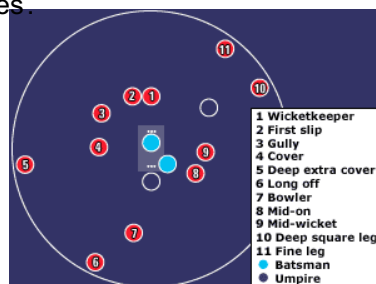 es.
11
10
2 1
3
4
9
5
8
7
6
1 Wicketkeeper
2 First slip
3 Gully
4 Cover
5 Deep extra cover
6 Long off
7 Bowler
8 Mid-on
9 Mid-wicket
10 Deep square leg
11 Fine leg
Batsman
Umpire